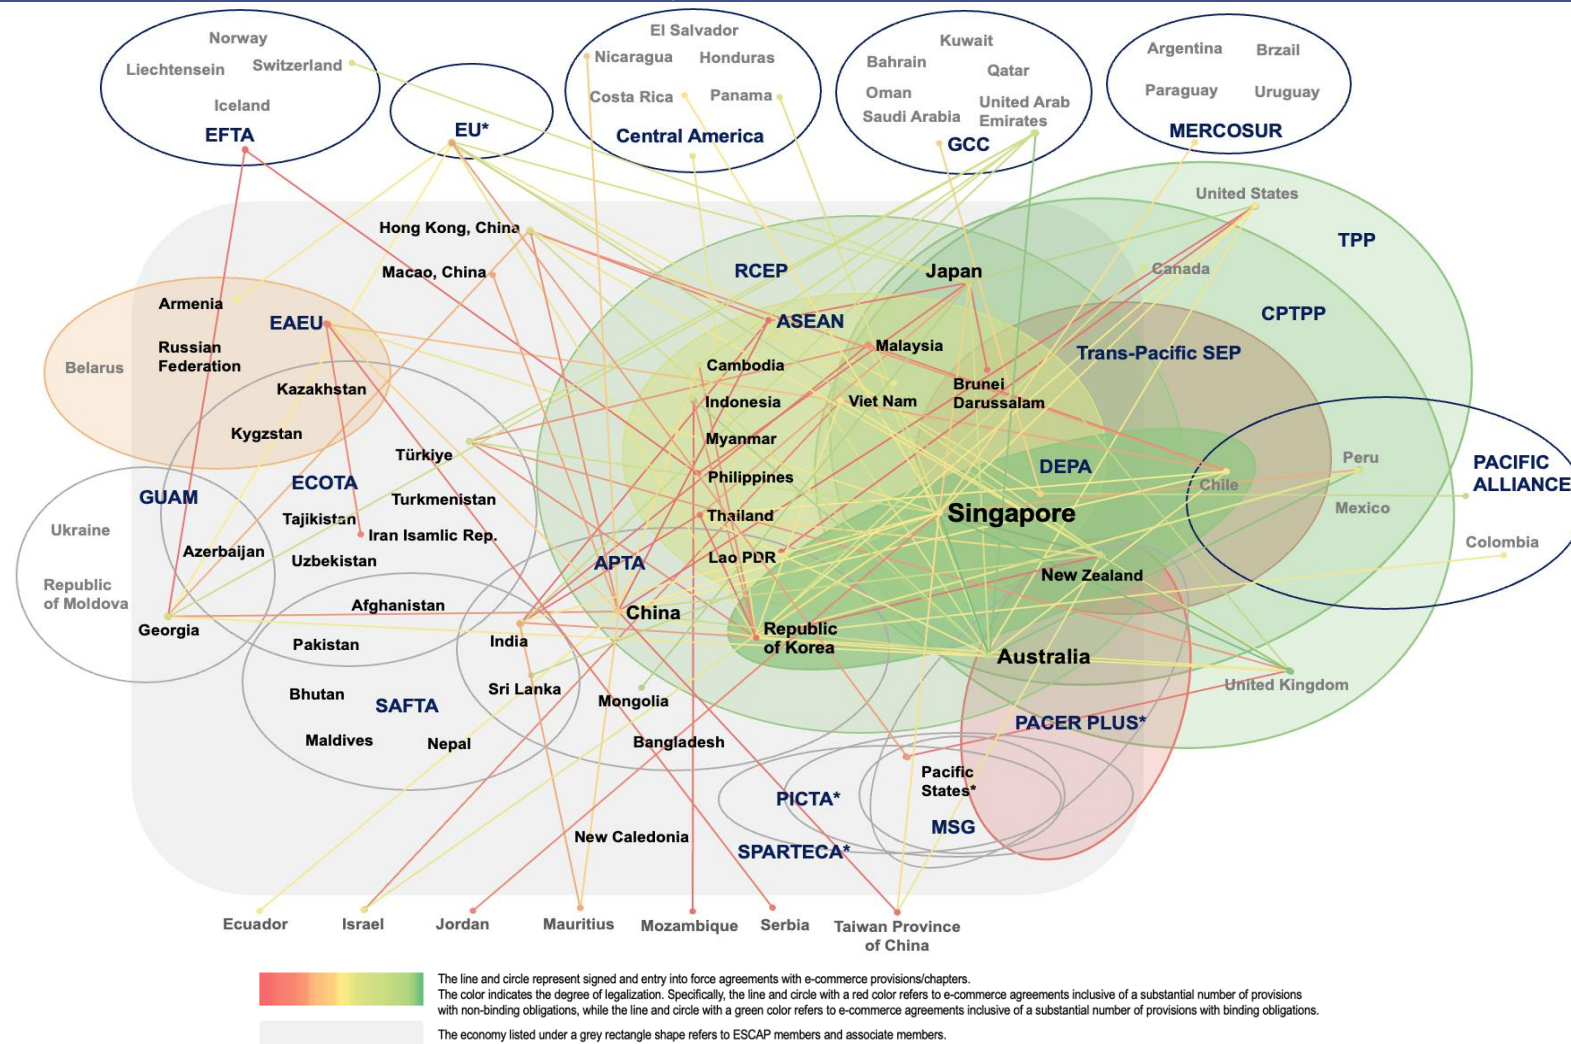 Norway
Liechtensein
Switzerland
Iceland
EFTA
EU*
El Salvador
Nicaragua
Honduras
Costa Rica
Panama
Central America
Kuwait
Bahrain
Qatar
Oman
United Arab
Emirates
Saudi Arabia
GCC
Argentina
Brzail
Paraguay
Uruguay
MERCOSUR
United States
TPP
Hong Kong, China
Macao, China
RCEP
Japan
Canada
CPTPP
Armenia
EAEU
ASEAN
Russian
Federation
Belarus
Malaysia
Trans-Pacific SEP
Cambodia
Kazakhstan
Brunei
Darussalam
Indonesia
Viet Nam
Kygzstan
Myanmar
Türkiye
Philippines
DEPA
Peru
PACIFIC
ALLIANCE
Chile
ECOTA
GUAM
Turkmenistan
Mexico
Tajikistan
Thailand
Singapore
Ukraine
Iran Isamlic Rep.
Colombia
Azerbaijan
Uzbekistan
APTA
Lao PDR
New Zealand
Republic
of Moldova
Afghanistan
China
Georgia
Pakistan
India
Republic
of Korea
Australia
Sri Lanka
Mongolia
United Kingdom
Bhutan
SAFTA
PACER PLUS*
Maldives
Nepal
Bangladesh
Pacific
States*
PICTA*
MSG
New Caledonia
SPARTECA*
Ecuador
Israel
Jordan
Mauritius
Mozambique
Serbia
Taiwan Province
of China
The line and circle represent signed and entry into force agreements with e-commerce provisions/chapters.
The color indicates the degree of legalization. Specifically, the line and circle with a red color refers to e-commerce agreements inclusive of a substantial number of provisions
with non-binding obligations, while the line and circle with a green color refers to e-commerce agreements inclusive of a substantial number of provisions with binding obligations.
The economy listed under a grey rectangle shape refers to ESCAP members and associate members.